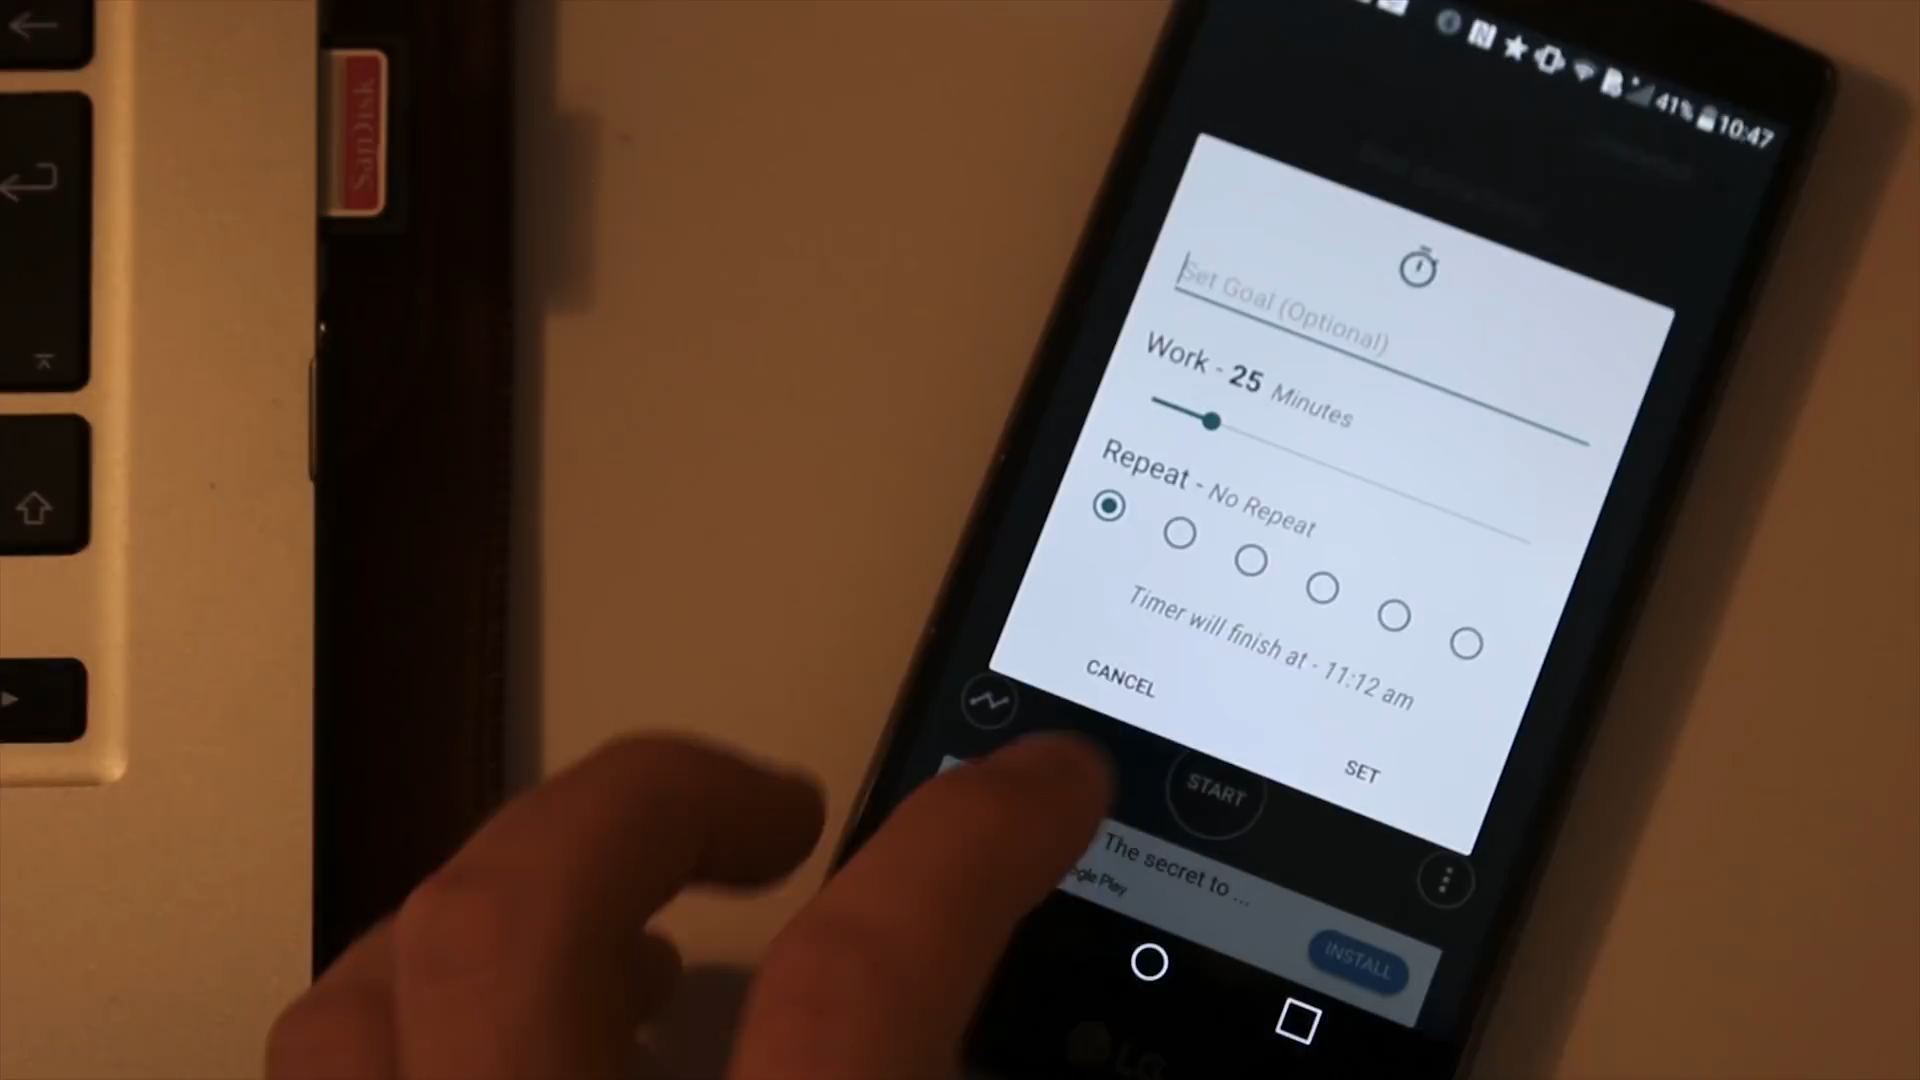 SanDisk
41% 10:47
Set Goal (Optional)
Work - 25 Minutes
Repeat - No Repeat
Timer will finish at - 11:12 am
CANCEL
SET
START
The secret to ...
ogle Play
INSTALL
LG